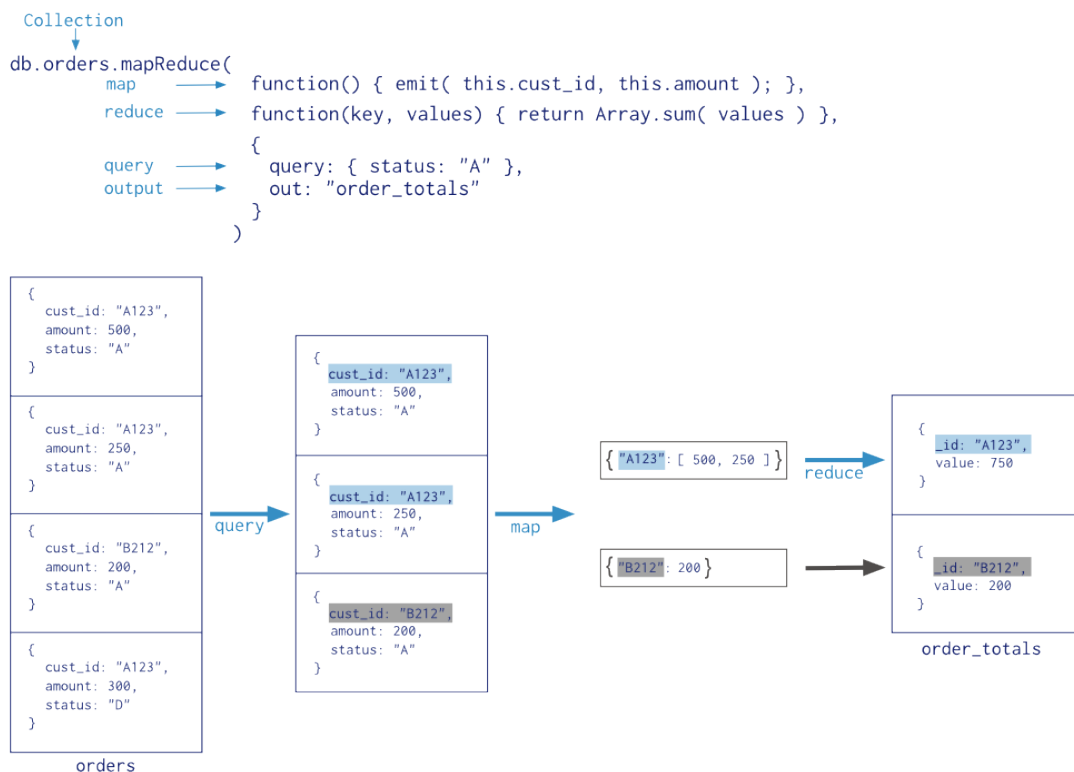 Collection
db.orders.mapReduce(
map function() { emit( this.cust_id, this.amount ); },
reduce function(key, values) { return Array.sum( values ) },
{
query query: { status: "A" },
output out: "order_totals"
}
)
{
cust_id: "A123",
amount: 500,
status: "A"
}
{
cust_id: "A123",
amount: 250,
status: "A"
}
{
cust_id: "B212",
amount: 200,
status: "A"
}
{
cust_id: "A123",
amount: 300,
status: "D"
}
orders
query
{
cust_id: "A123",
amount: 500,
status: "A"
}
{
cust_id: "A123",
amount: 250,
status: "A"
}
{
cust_id: "B212",
amount: 200,
status: "A"
}
map
{ "A123": [ 500, 250 ] }
{ "B212": 200 }
reduce
{
_id: "A123",
value: 750
}
{
_id: "B212",
value: 200
}
order_totals